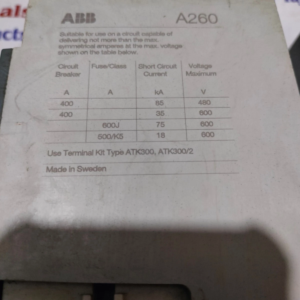 ABB A260
Suitable for use on a circuit capable of
delivering not more than the max.
symmetrical amperes at the max. voltage
shown on the table below.
Circuit Fuse/Class Short Circuit Voltage
Breaker Current Maximum
A A kA V
400 65 480
400 35 600
600J 75 600
500/K5 18 600
Use Terminal Kit Type ATK300, ATK300/2
Made in Sweden